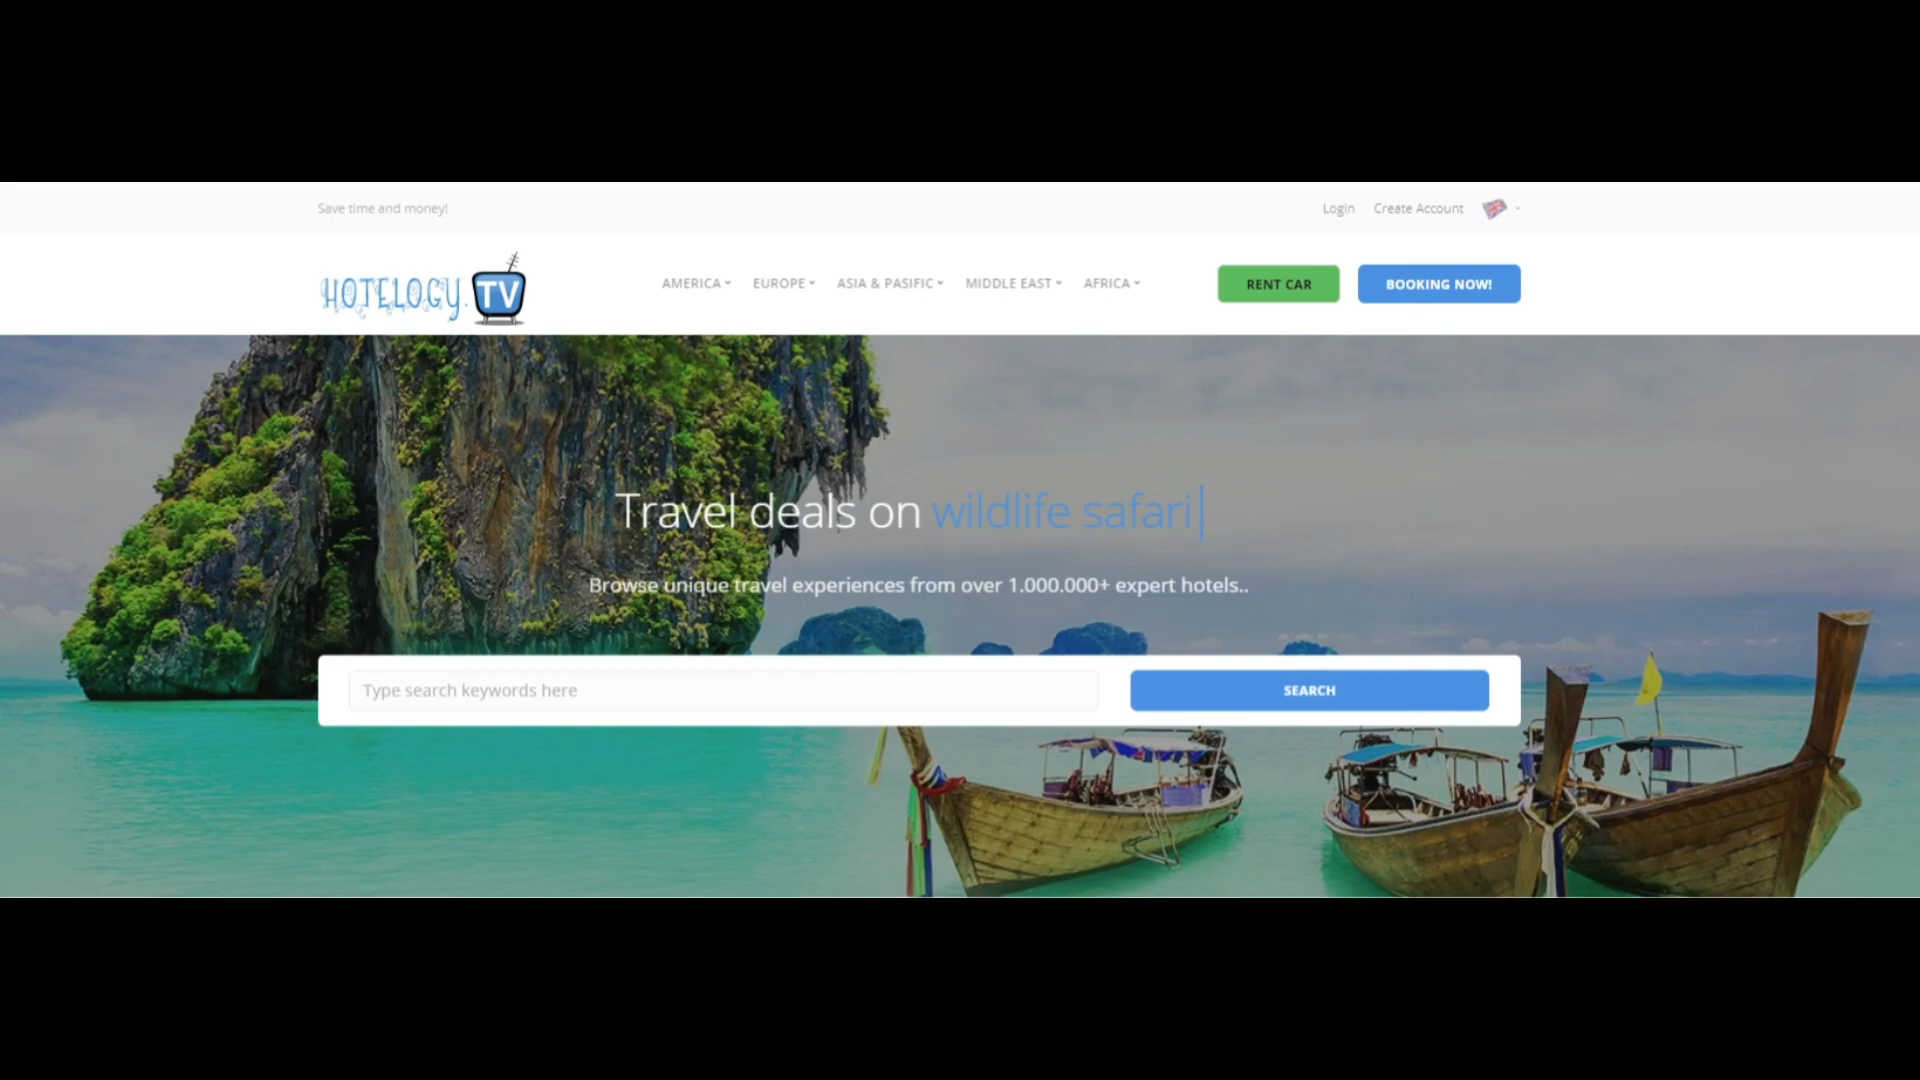 Save time and money!
Login Create Account
HOTELOGY.TV
AMERICA EUROPE ASIA & PASIFIC MIDDLE EAST AFRICA
RENT CAR
BOOKING NOW!
Travel deals on wildlife safari
Browse unique travel experiences from over 1.000.000+ expert hotels..
Type search keywords here
SEARCH